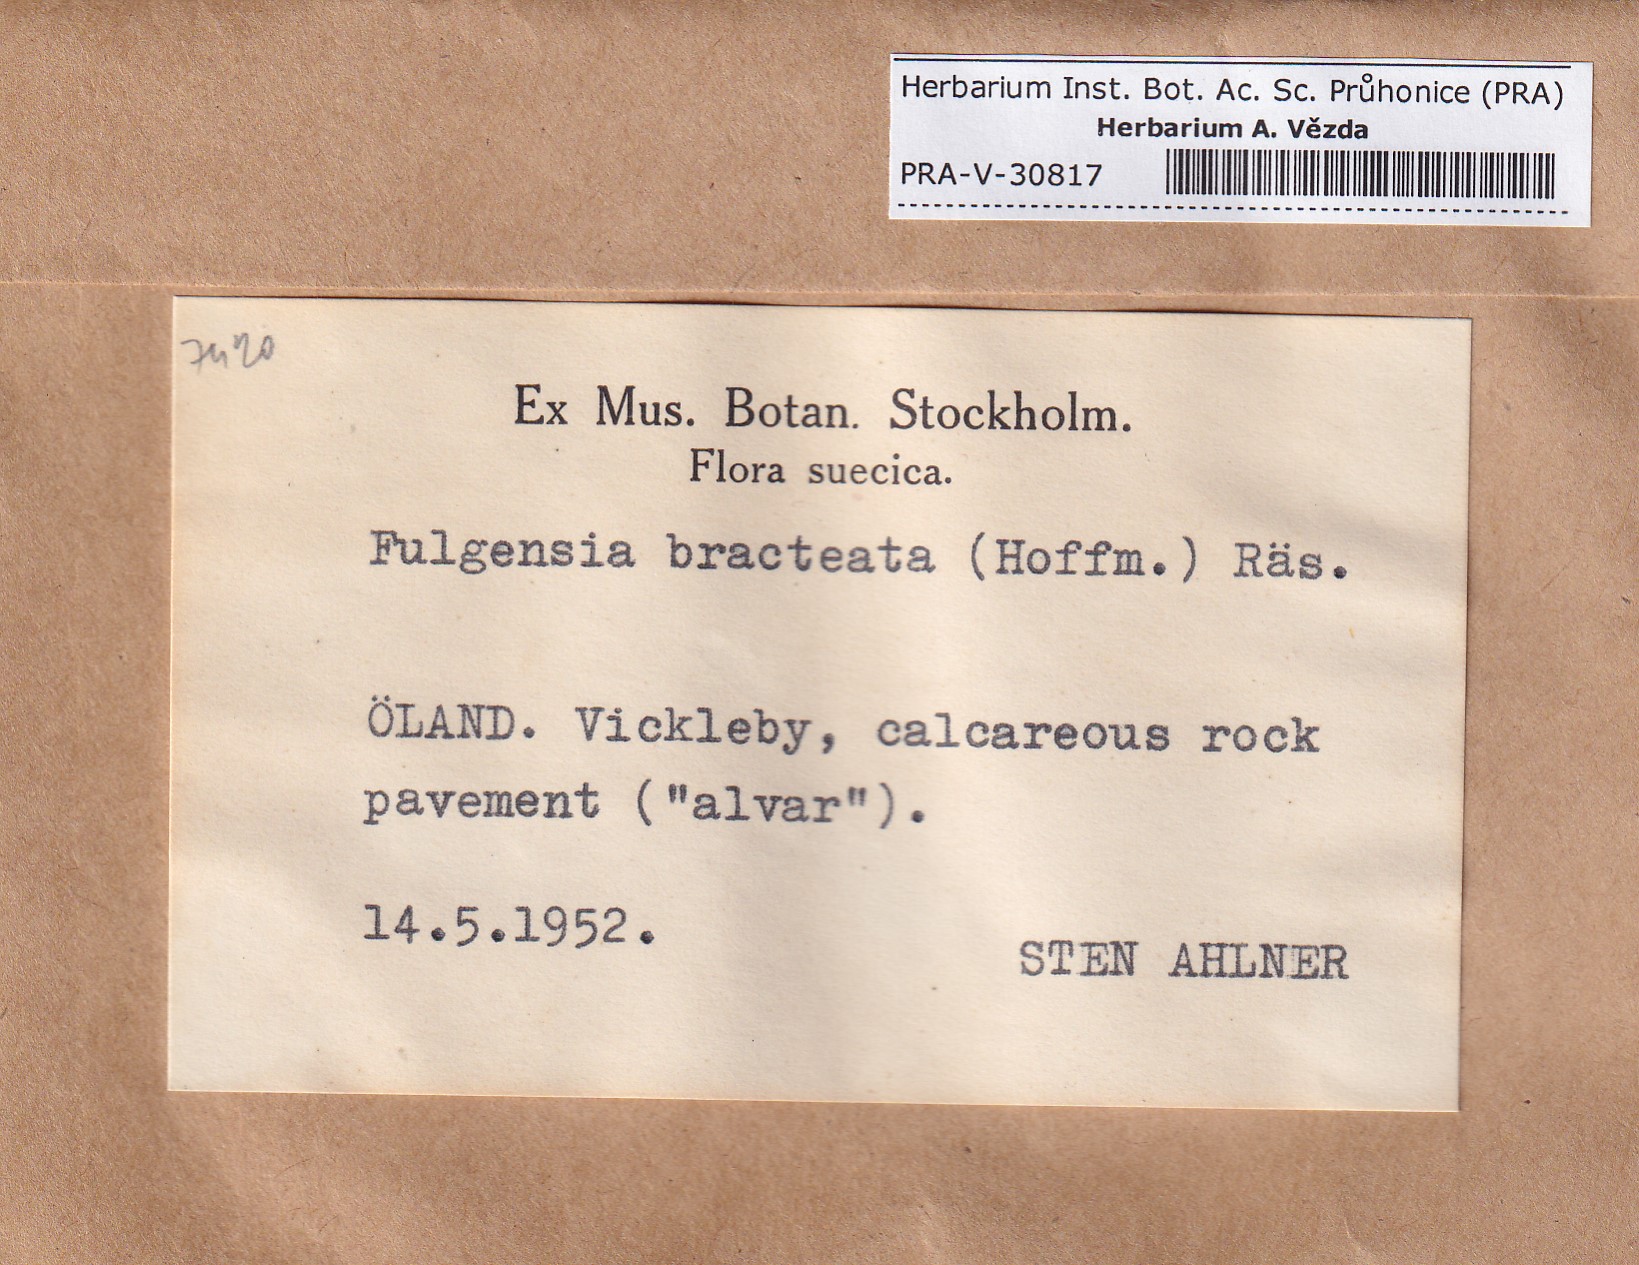 Herbarium Inst. Bot. Ac. Sc. Průhonice (PRA)
Herbarium A. Vězda
PRA-V-30817
7420
Ex Mus. Botan. Stockholm.
Flora suecica.
Fulgensia bracteata (Hoffm.) Räs.
ÖLAND. Vickleby, calcareous rock
pavement ("alvar").
14.5.1952.
STEN AHLNER